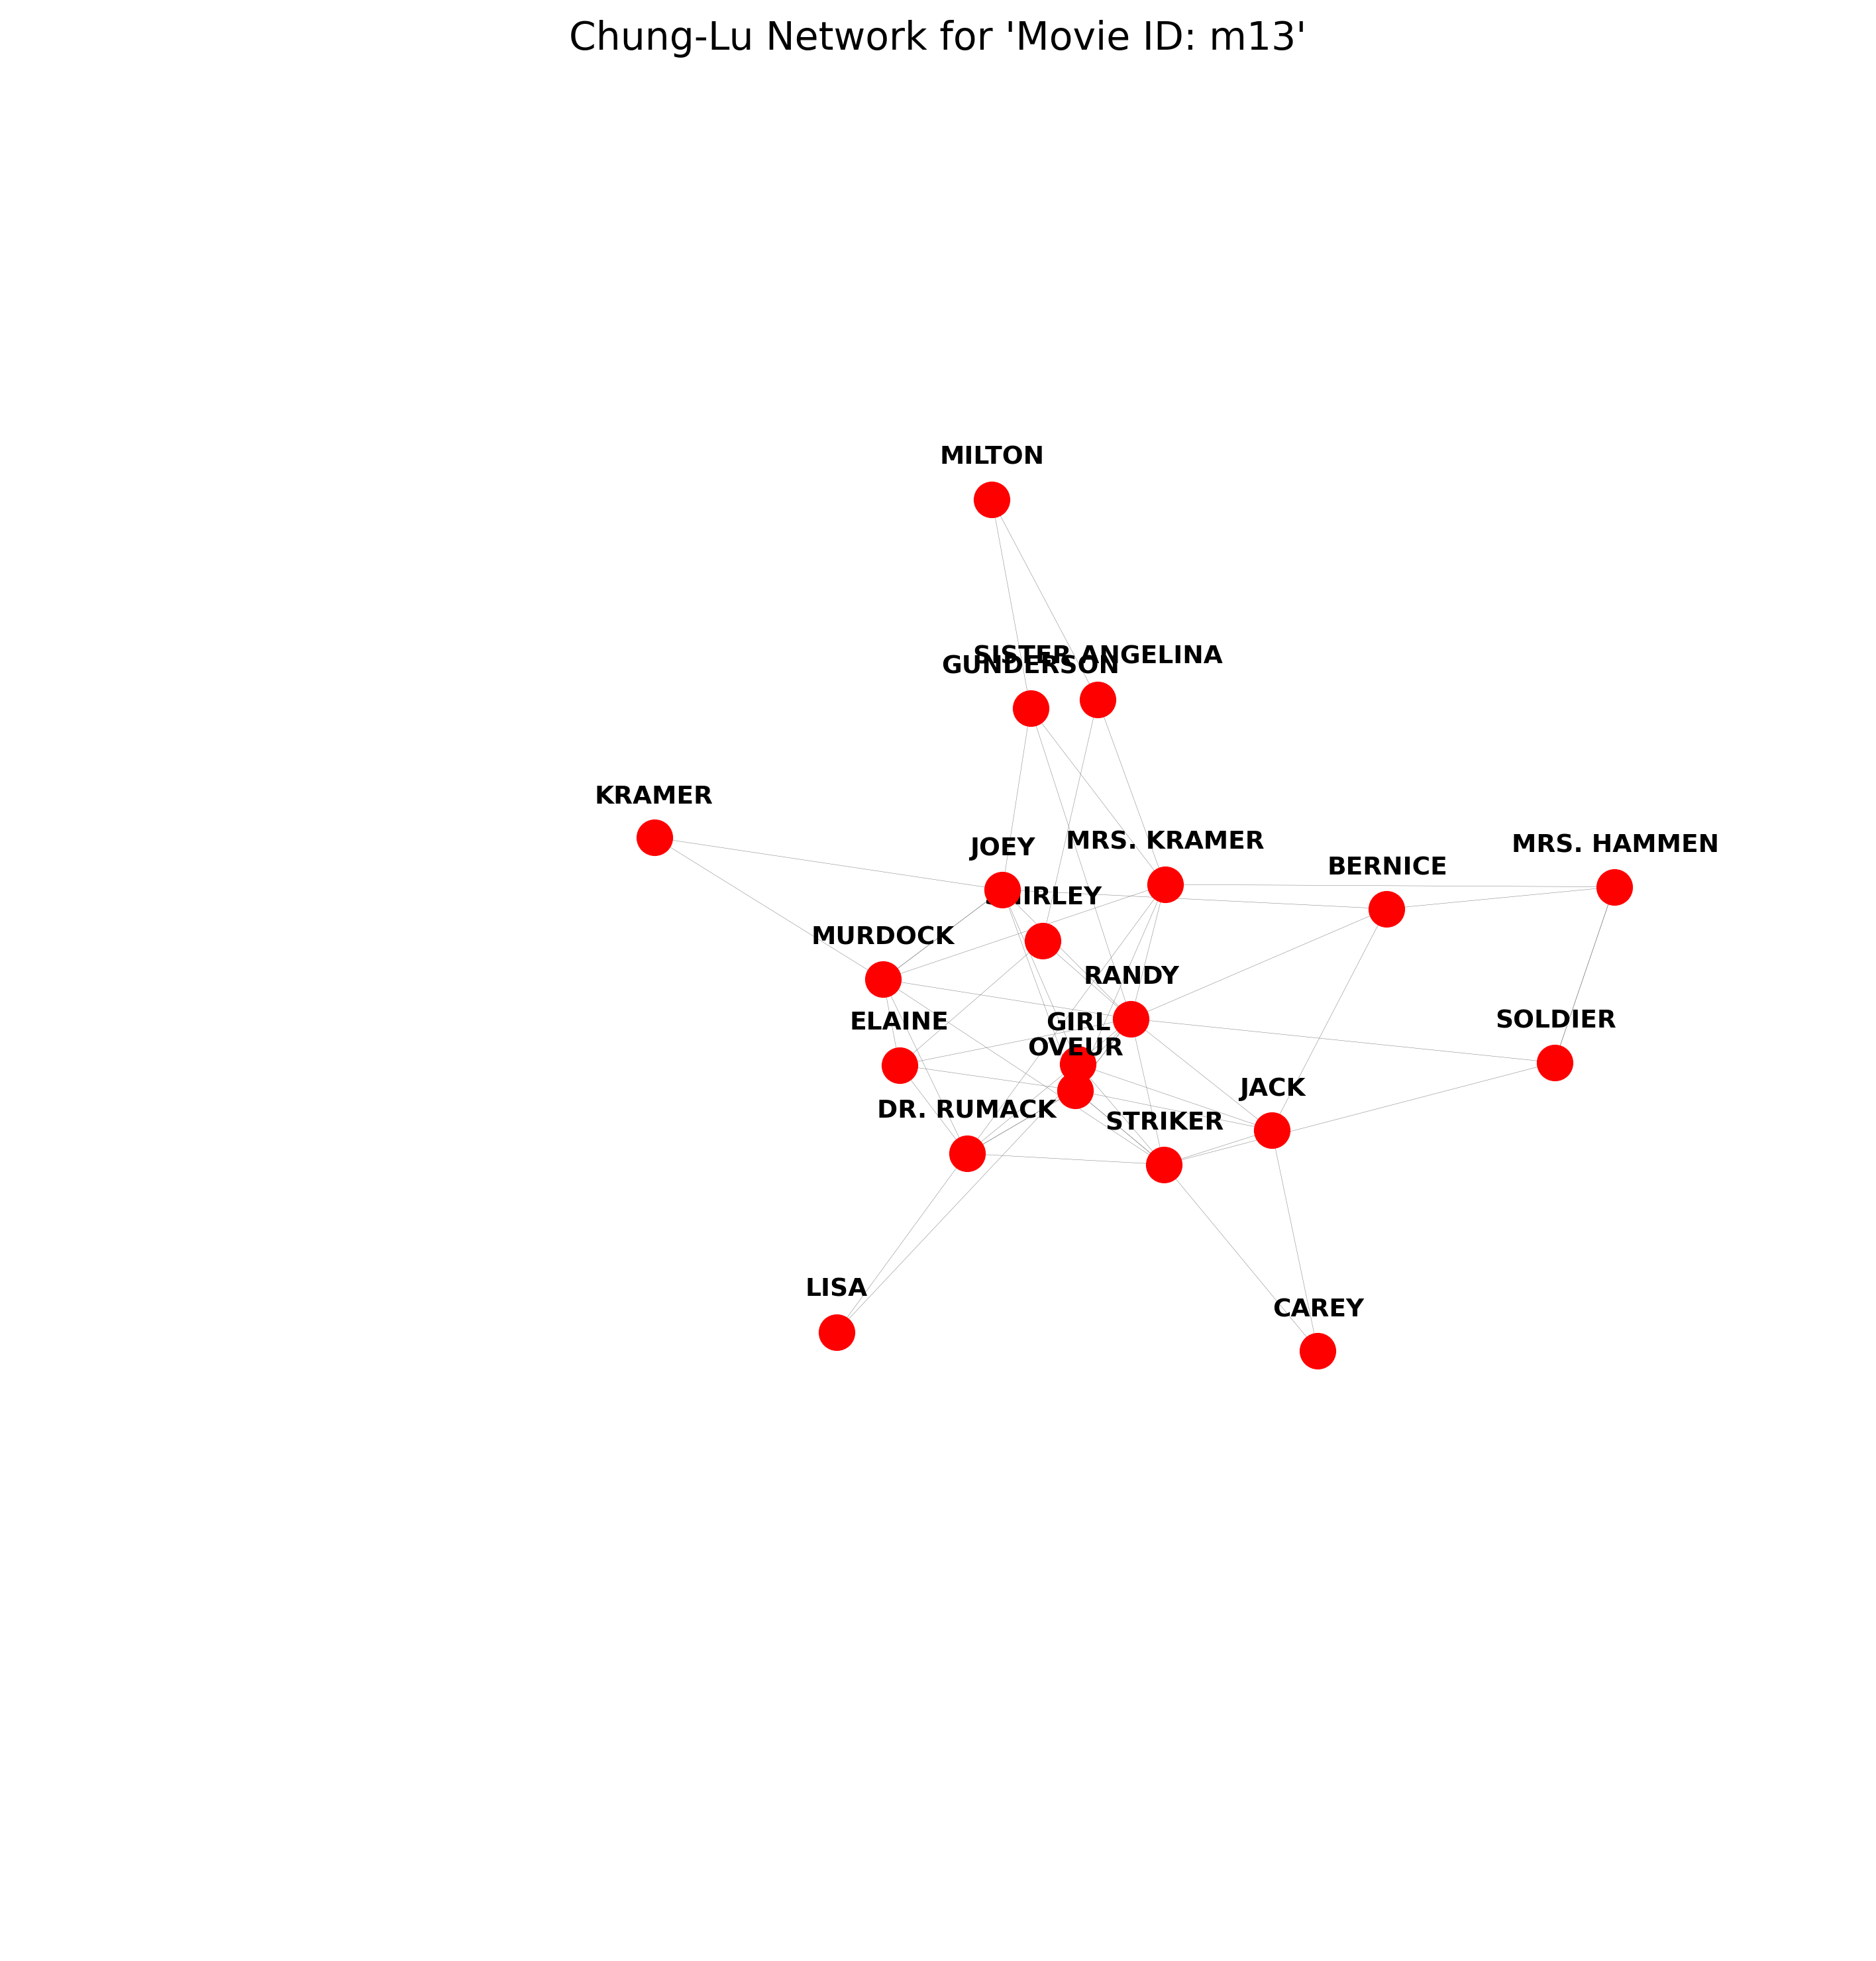 Chung-Lu Network for 'Movie ID: m13'
MILTON
SISTER ANGELINA
GUNDERSON
KRAMER
JOEY
MRS. KRAMER
MRS. HAMMEN
BERNICE
SHIRLEY
MURDOCK
RANDY
ELAINE
GIRL
SOLDIER
OVEUR
JACK
DR. RUMACK
STRIKER
LISA
CAREY